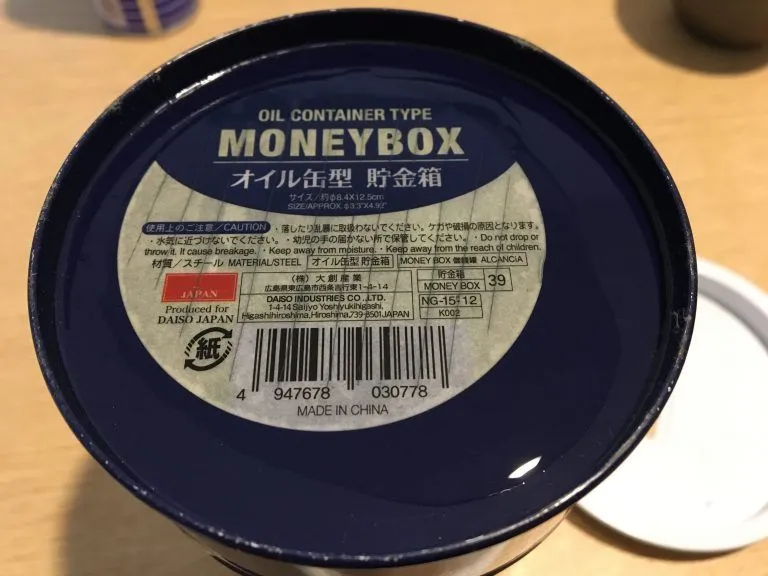 OIL CONTAINER TYPE
MONEYBOX
オイル缶型 貯金箱
サイズ/約φ8.4X12.5cm
SIZE/APPROX. φ3.3"X4.92"
使用上のご注意/CAUTION ・落としたり乱暴に取扱わないでください。ケガや破損の原因となります。
・水気に近づけないでください。・幼児の手の届かない所で保管してください。・Do not drop or
throw it. It cause breakage. ・Keep away from moisture. ・Keep away from the reach of children.
材質/スチール MATERIAL/STEEL オイル缶型 貯金箱 MONEY BOX ALCANCIA
JAPAN
Produced for
DAISO JAPAN
(株)大創産業
広島県東広島市西条吉行東1-4-14
DAISO INDUSTRIES CO.,LTD.
1-4-14 Saijyo Yoshiyukihigashi,
Higashihiroshima,Hiroshima,739-8501JAPAN
貯金箱
MONEY BOX 39
NG-15-12
K002
紙
4 947678 030778
MADE IN CHINA